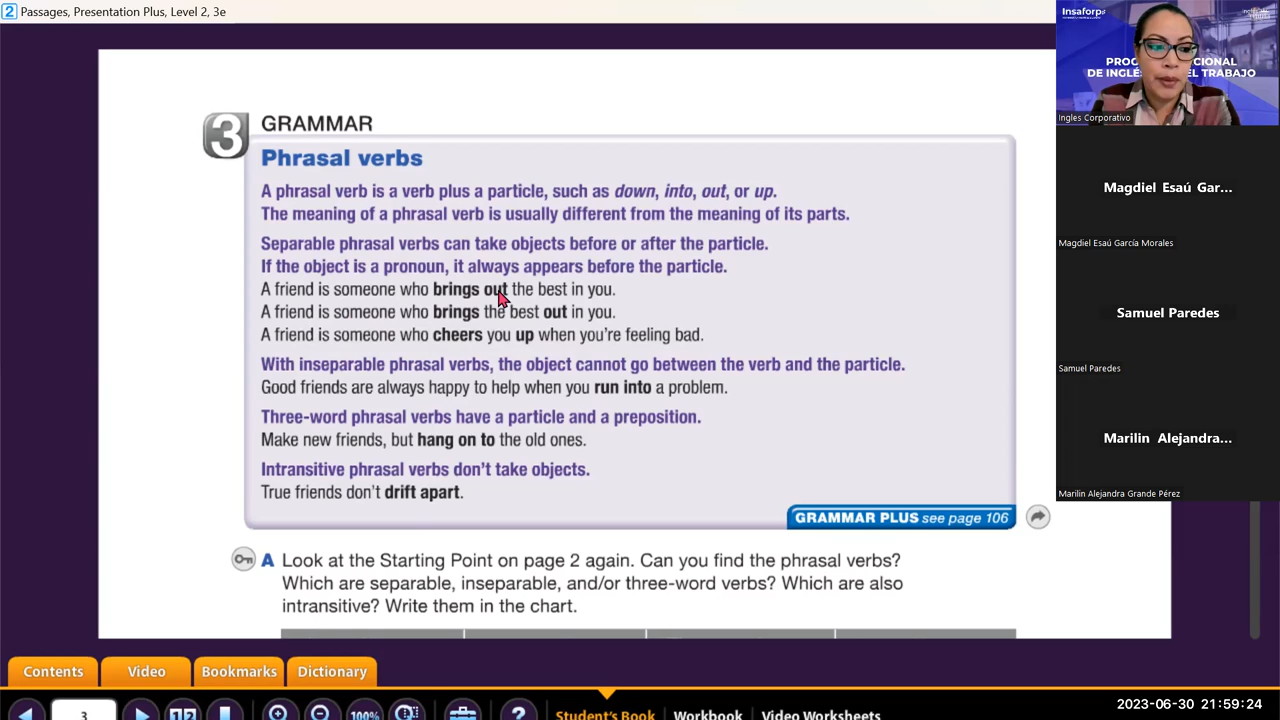 2 Passages, Presentation Plus, Level 2, 3e
3 GRAMMAR
Phrasal verbs
A phrasal verb is a verb plus a particle, such as down, into, out, or up.
The meaning of a phrasal verb is usually different from the meaning of its parts.
Separable phrasal verbs can take objects before or after the particle.
If the object is a pronoun, it always appears before the particle.
A friend is someone who brings out the best in you.
A friend is someone who brings the best out in you.
A friend is someone who cheers you up when you're feeling bad.
With inseparable phrasal verbs, the object cannot go between the verb and the particle.
Good friends are always happy to help when you run into a problem.
Three-word phrasal verbs have a particle and a preposition.
Make new friends, but hang on to the old ones.
Intransitive phrasal verbs don't take objects.
True friends don't drift apart.
GRAMMAR PLUS see page 106
A Look at the Starting Point on page 2 again. Can you find the phrasal verbs?
Which are separable, inseparable, and/or three-word verbs? Which are also
intransitive? Write them in the chart.
Contents Video Bookmarks Dictionary
3 1 2 100% ? Student's Book Workbook Video Worksheets
Insaforp
Ingles Corporativo
Magdiel Esaú Gar...
Magdiel Esaú García Morales
Samuel Paredes
Samuel Paredes
Marilin Alejandra...
Marilin Alejandra Grande Pérez
2023-06-30 21:59:24